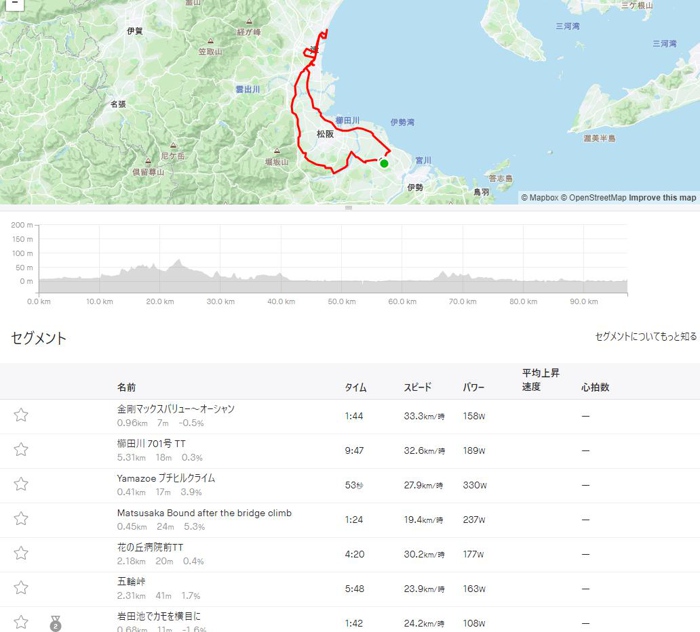 三ケ根山
三河湾
伊賀
経が峰
笠取山
津
三河湾
雲出川
名張
櫛田川
伊勢湾
松阪
渥美半島
尼ケ岳
堀坂山
宮川
倶留尊山
菅志島
伊勢
鳥羽
© Mapbox © OpenStreetMap Improve this map
200 m
150 m
100 m
50 m
0 m
0.0 km 10.0 km 20.0 km 30.0 km 40.0 km 50.0 km 60.0 km 70.0 km 80.0 km 90.0 km
セグメント セグメントについてもっと知る
名前 タイム スピード パワー 平均上昇速度 心拍数
金剛マックスバリュー〜オーシャン
0.96km 7m -0.5% 1:44 33.3km/時 158W —
櫛田川 701号 TT
5.31km 18m 0.3% 9:47 32.6km/時 189W —
Yamazoe プチヒルクライム
0.41km 17m 3.9% 53秒 27.9km/時 330W —
Matsusaka Bound after the bridge climb
0.45km 24m 5.3% 1:24 19.4km/時 237W —
花の丘病院前TT
2.18km 20m 0.4% 4:20 30.2km/時 177W —
五輪峠
2.31km 41m 1.7% 5:48 23.9km/時 163W —
2 岩田池でカモを横目に
0.68km 11m -1.6% 1:42 24.2km/時 108W —